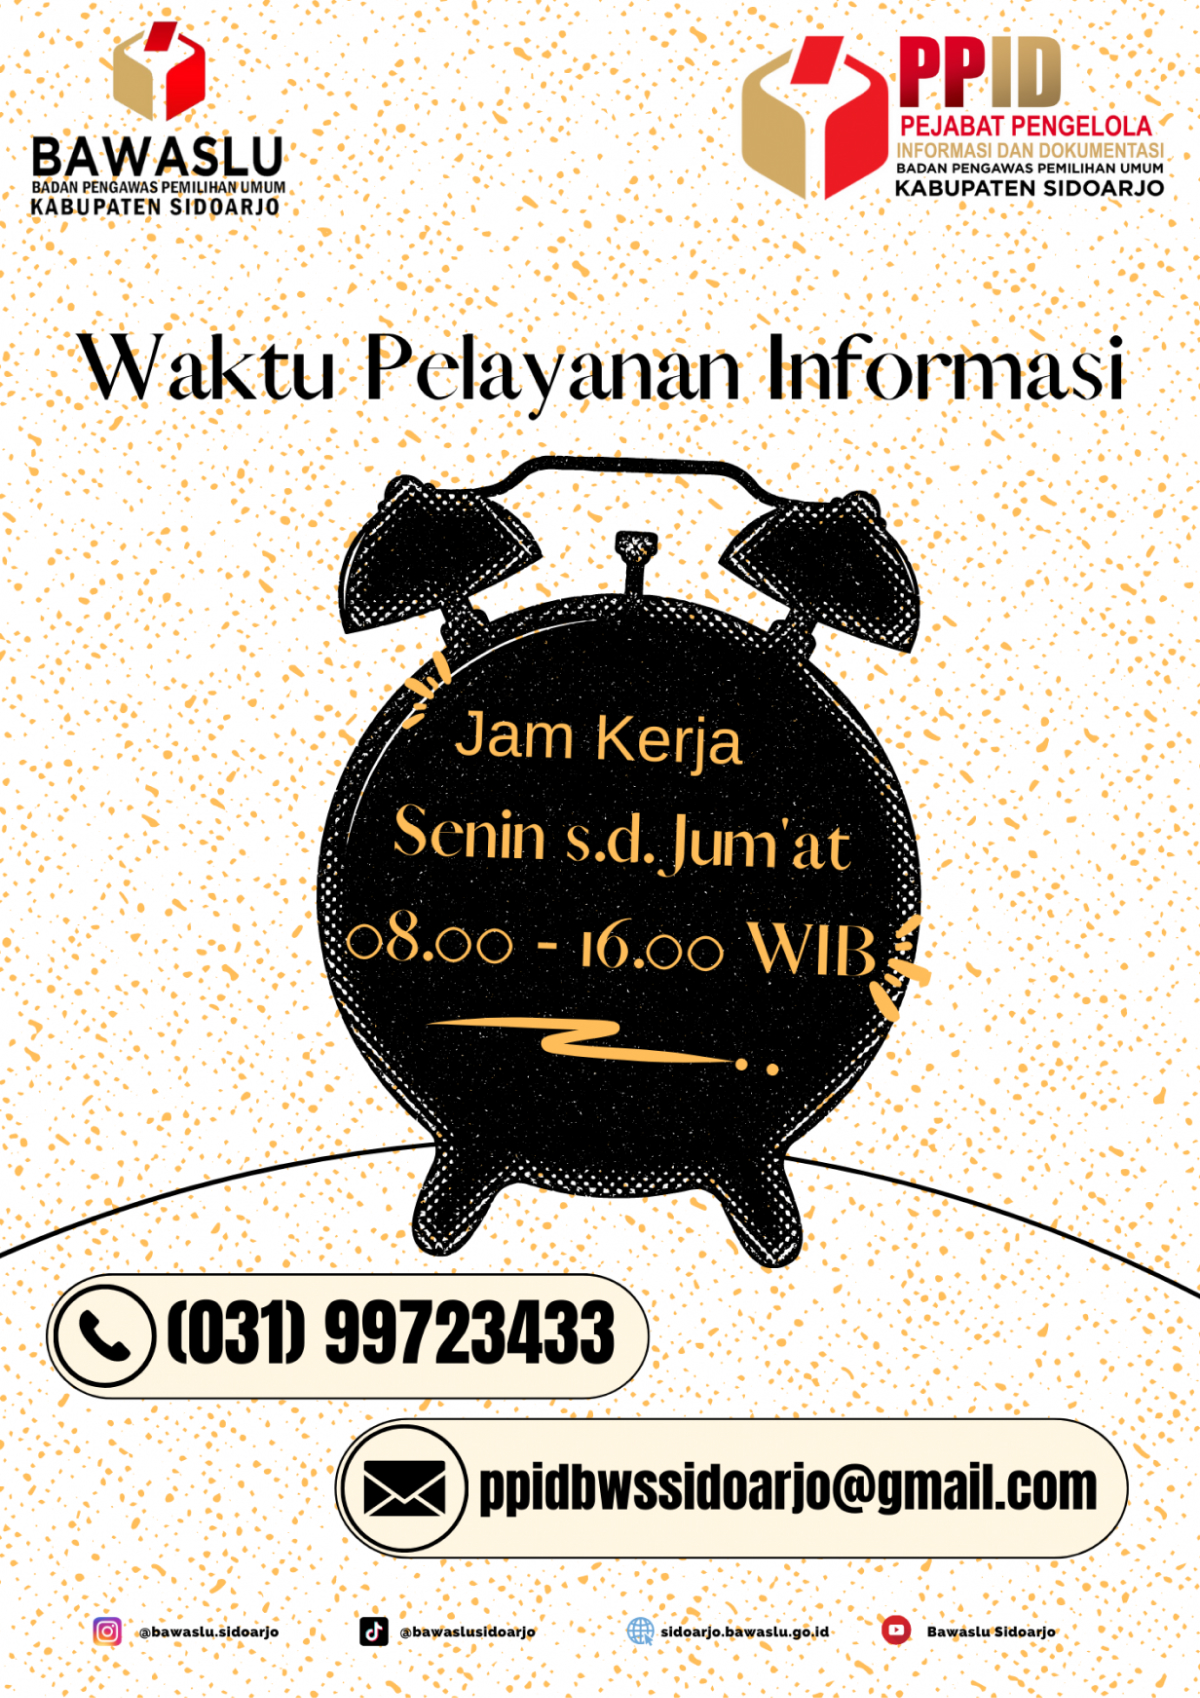 BAWASLU
BADAN PENGAWAS PEMILIHAN UMUM
KABUPATEN SIDOARJO
PPID
PEJABAT PENGELOLA
INFORMASI DAN DOKUMENTASI
BADAN PENGAWAS PEMILIHAN UMUM
KABUPATEN SIDOARJO
Waktu Pelayanan Informasi
Jam Kerja
Senin s.d. Jum'at
08.00 - 16.00 WIB
(031) 99723433
ppidbwssidoarjo@gmail.com
@bawaslu.sidoarjo
@bawaslusidoarjo
sidoarjo.bawaslu.go.id
Bawaslu Sidoarjo